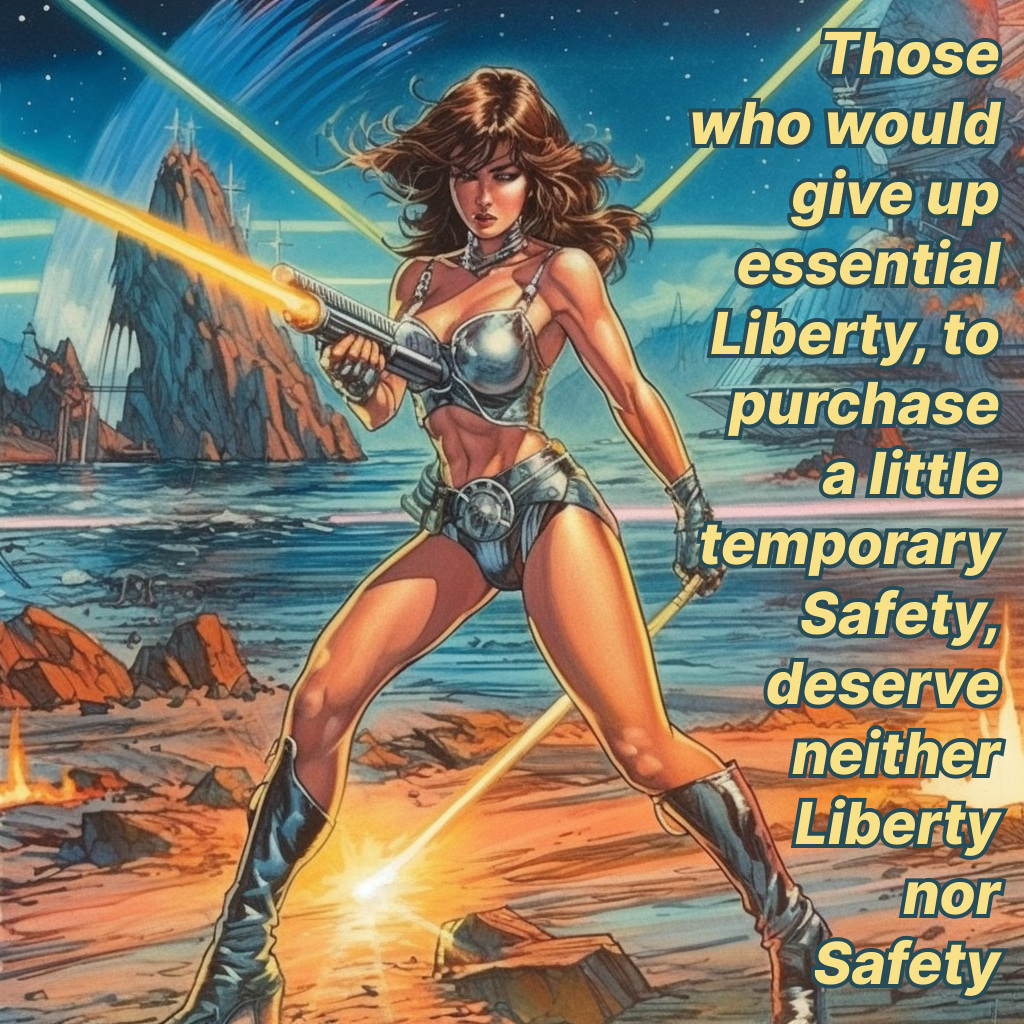 Those
who would
give up
essential
Liberty, to
purchase
a little
temporary
Safety,
deserve
neither
Liberty
nor
Safety